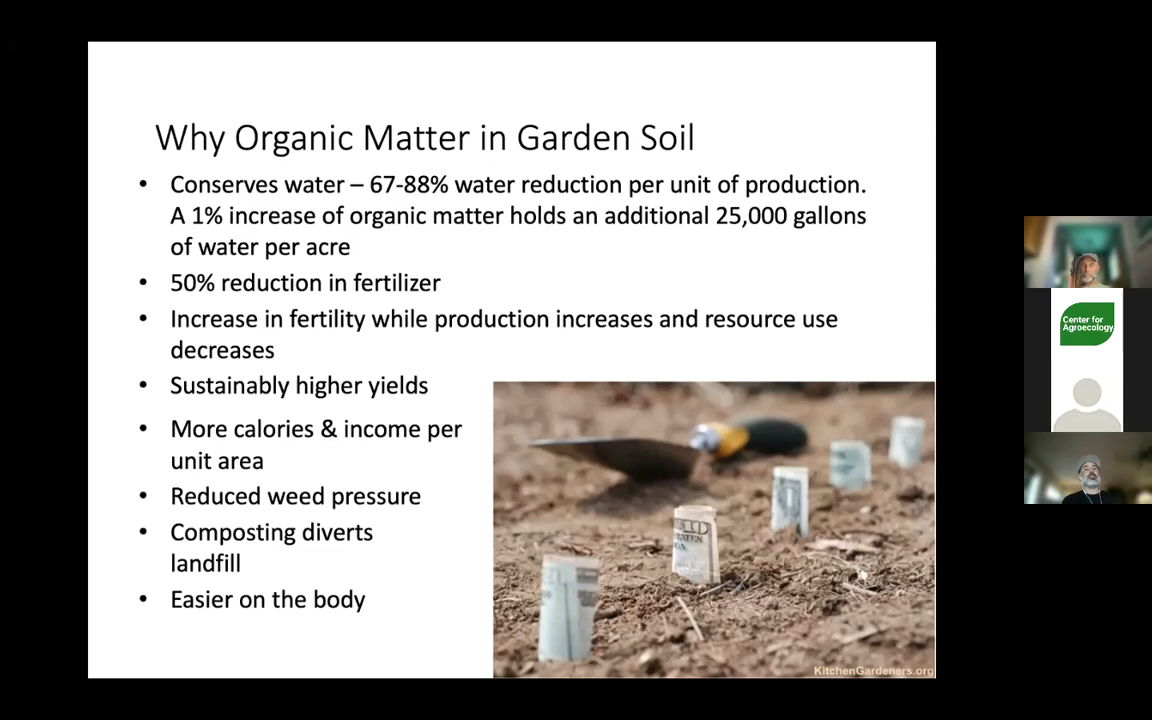 Why Organic Matter in Garden Soil
• Conserves water – 67-88% water reduction per unit of production.
A 1% increase of organic matter holds an additional 25,000 gallons
of water per acre
• 50% reduction in fertilizer
• Increase in fertility while production increases and resource use
decreases
• Sustainably higher yields
• More calories & income per
unit area
• Reduced weed pressure
• Composting diverts
landfill
• Easier on the body
KitchenGardeners.org
Center for
Agroecology